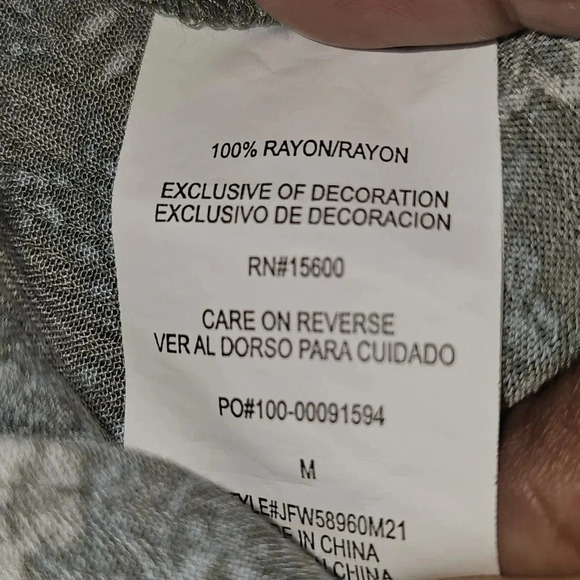 100% RAYON/RAYON
EXCLUSIVE OF DECORATION
EXCLUSIVO DE DECORACION
RN#15600
CARE ON REVERSE
VER AL DORSO PARA CUIDADO
PO#100-00091594
M
YLE#JFW58960M21
IN CHINA
CHINA